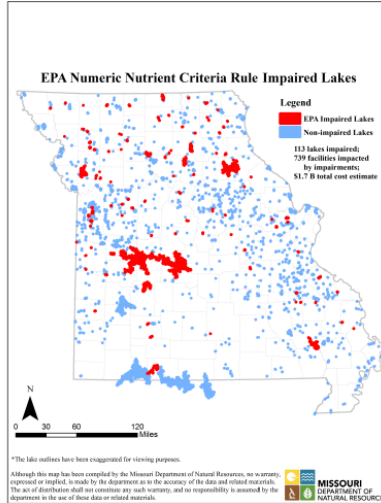 EPA Numeric Nutrient Criteria Rule Impaired Lakes
Legend
EPA Impaired Lakes
Non-impaired Lakes
113 lakes impaired;
739 facilities impacted
by impairments;
$1.7 B total cost estimate
N
0 15 30 60 90 120
Miles
*The lake outlines have been exaggerated for viewing purposes.
Although this map has been compiled by the Missouri Department of Natural Resources, no warranty,
expressed or implied, is made by the department as to the accuracy of the data and related materials.
The act of distribution shall not constitute any such warranty, and no responsibility is assumed by the
department in the use of these data or related materials.
MISSOURI
DEPARTMENT OF
NATURAL RESOURCE